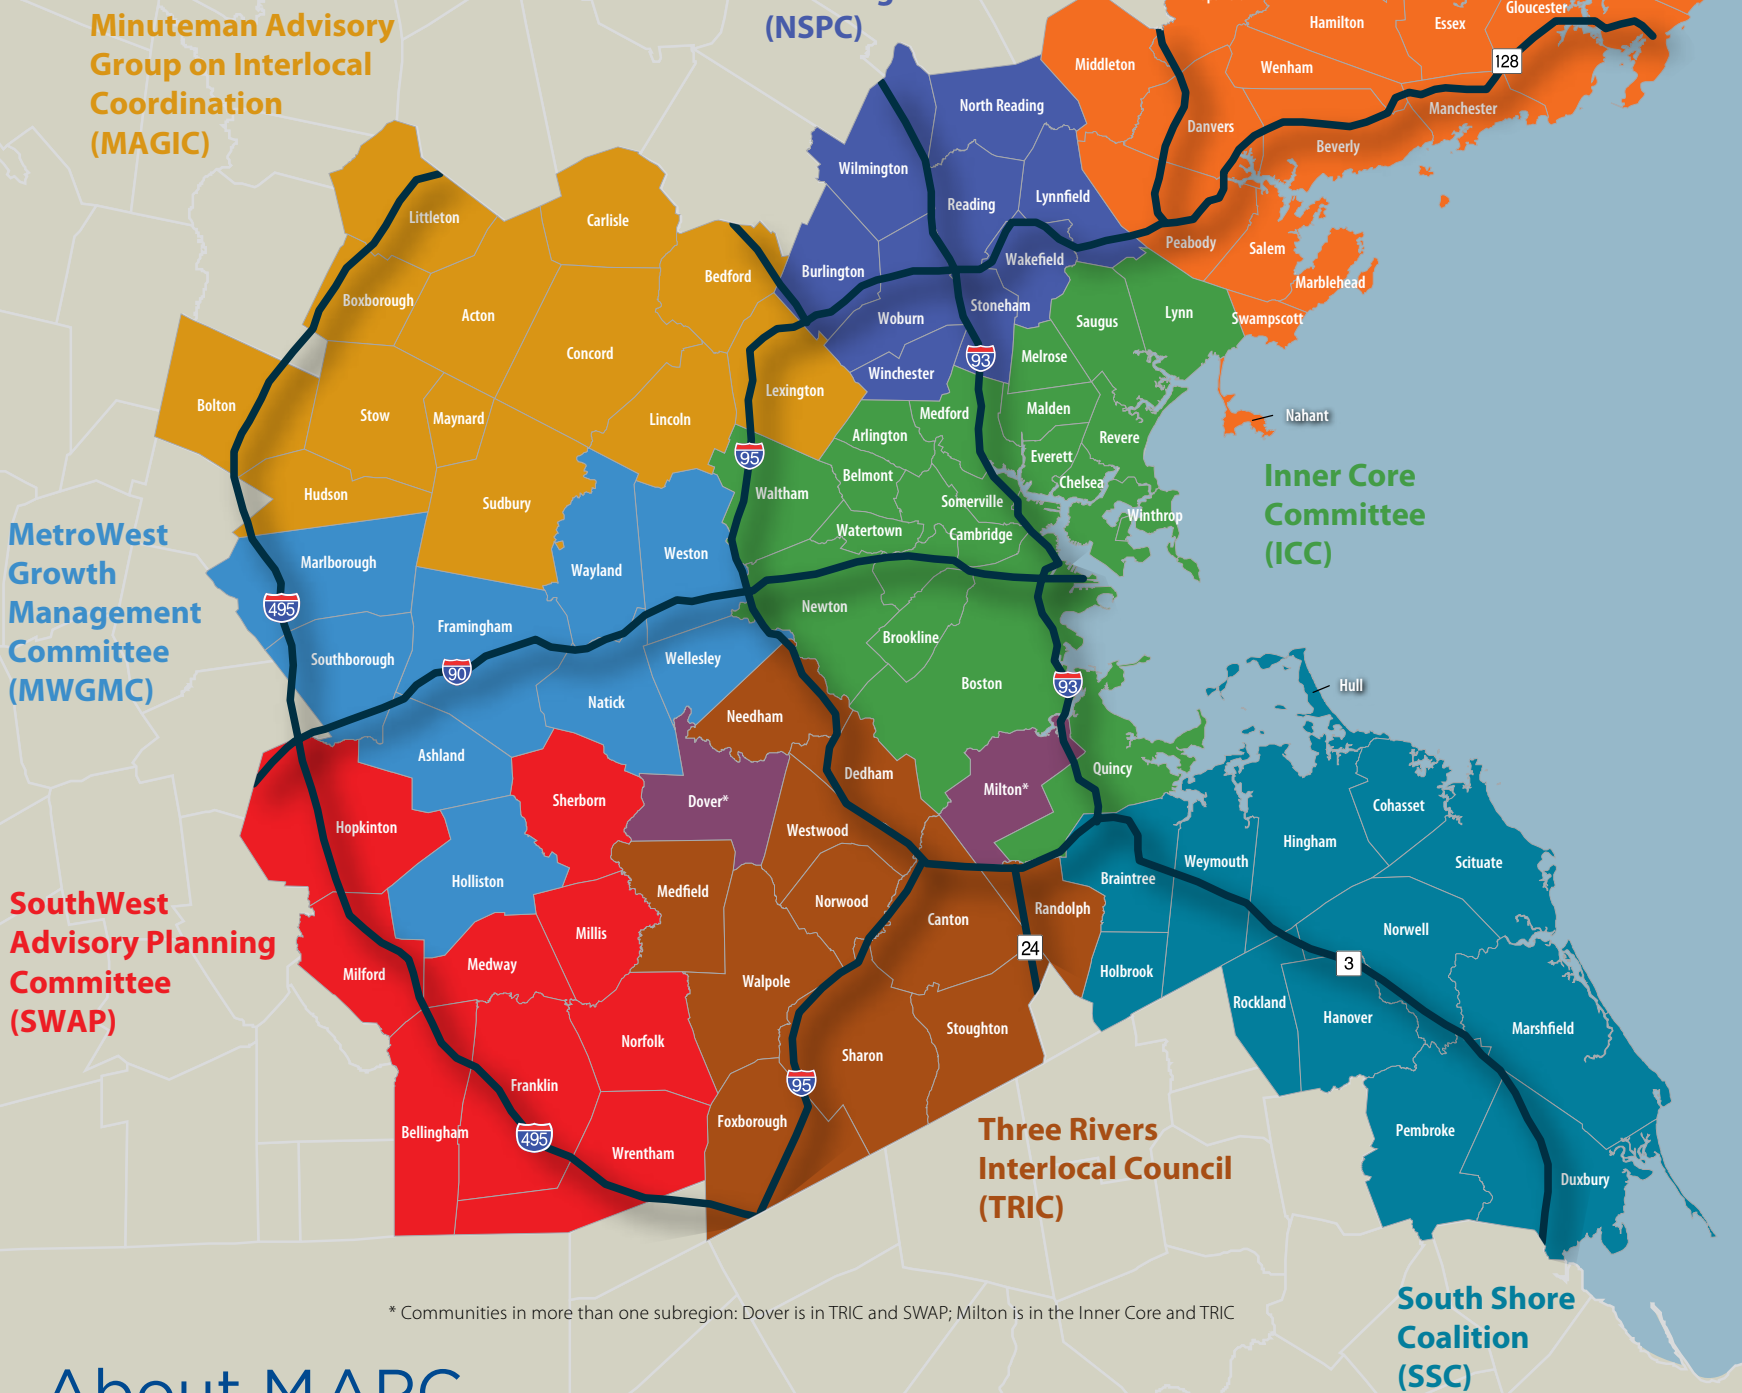 Minuteman Advisory
Group on Interlocal
Coordination
(MAGIC)
(NSPC)
Gloucester
Hamilton
Essex
128
Middleton
Wenham
Manchester
North Reading
Danvers
Beverly
Wilmington
Lynnfield
Reading
Littleton
Carlisle
Peabody
Salem
Wakefield
Burlington
Bedford
Marblehead
Boxborough
Stoneham
Acton
Woburn
Saugus
Lynn
Swampscott
Concord
93
Melrose
Winchester
Lexington
Bolton
Stow
Maynard
Lincoln
Medford
Malden
Nahant
Arlington
Revere
95
Everett
Belmont
Chelsea
Inner Core
Committee
(ICC)
Hudson
Sudbury
Waltham
Somerville
Winthrop
Watertown
Cambridge
MetroWest
Growth
Management
Committee
(MWGMC)
Marlborough
Weston
Wayland
495
Newton
Framingham
Brookline
Southborough
90
Wellesley
Boston
93
Hull
Natick
Needham
Ashland
Dedham
Quincy
Milton*
Sherborn
Dover*
Cohasset
Hopkinton
Westwood
Hingham
Weymouth
Scituate
Holliston
Braintree
Medfield
Norwood
Randolph
SouthWest
Advisory Planning
Committee
(SWAP)
Canton
Norwell
Millis
24
Medway
Milford
3
Holbrook
Walpole
Rockland
Hanover
Stoughton
Marshfield
Norfolk
Sharon
Franklin
95
Foxborough
Bellingham
495
Wrentham
Three Rivers
Interlocal Council
(TRIC)
Pembroke
Duxbury
* Communities in more than one subregion: Dover is in TRIC and SWAP; Milton is in the Inner Core and TRIC
South Shore
Coalition
(SSC)
About MAPC